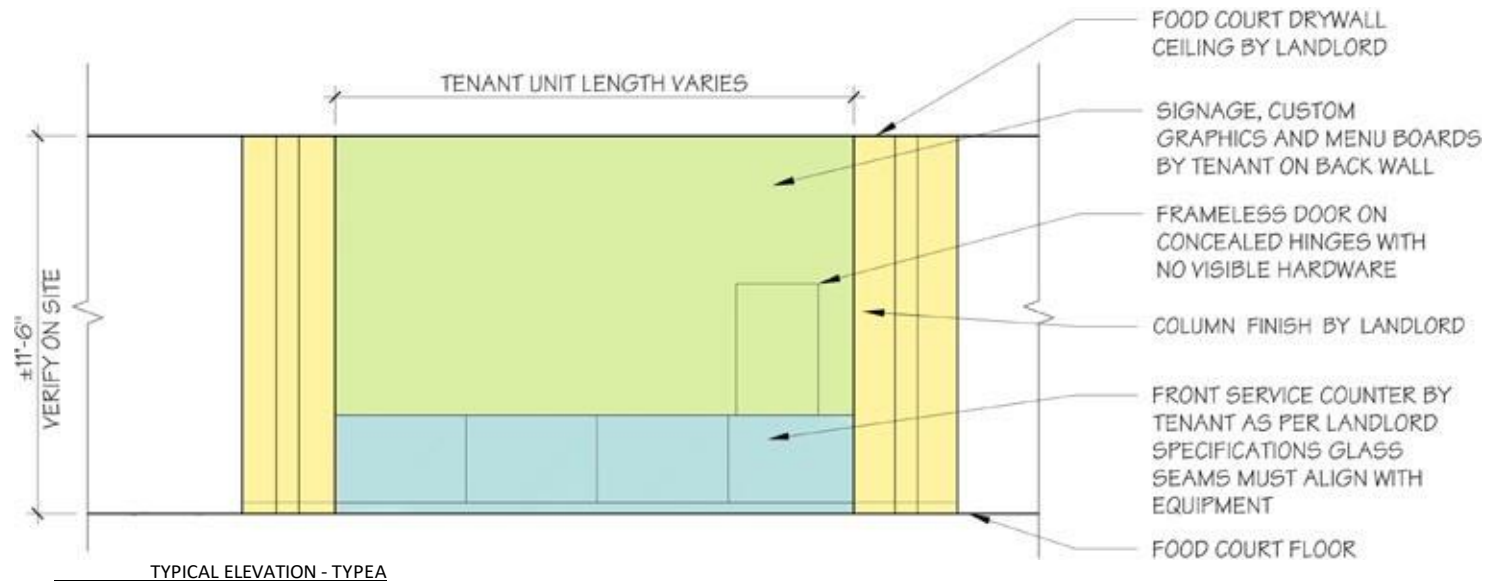 FOOD COURT DRYWALL
CEILING BY LANDLORD
TENANT UNIT LENGTH VARIES
SIGNAGE, CUSTOM
GRAPHICS AND MENU BOARDS
BY TENANT ON BACK WALL
FRAMELESS DOOR ON
CONCEALED HINGES WITH
NO VISIBLE HARDWARE
±11'-6"
VERIFY ON SITE
COLUMN FINISH BY LANDLORD
FRONT SERVICE COUNTER BY
TENANT AS PER LANDLORD
SPECIFICATIONS GLASS
SEAMS MUST ALIGN WITH
EQUIPMENT
FOOD COURT FLOOR
TYPICAL ELEVATION - TYPEA